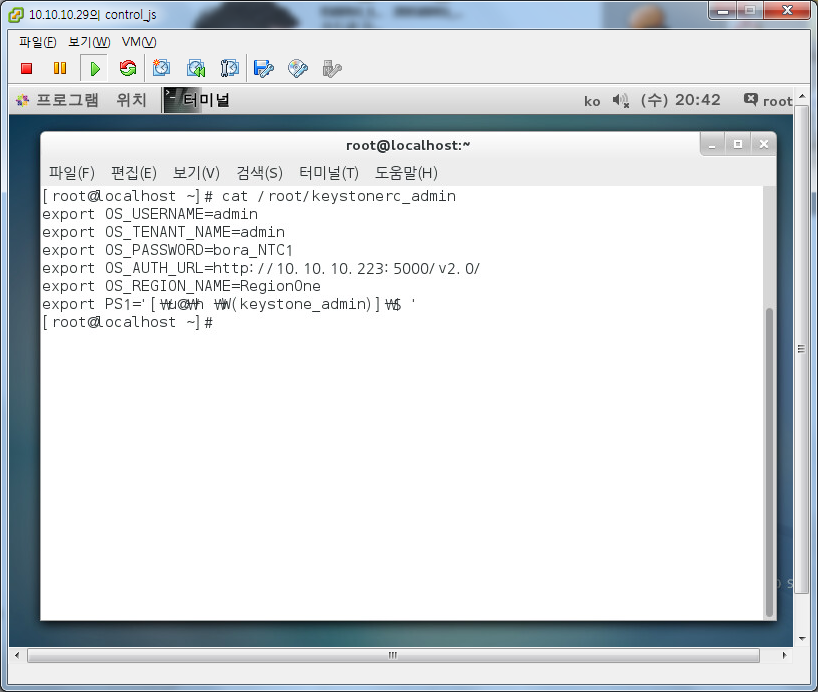 10.10.10.29의 control_js
파일(F) 보기(W) VM(V)
프로그램 위치 터미널 ko (수) 20:42 root
root@localhost:~
파일(F) 편집(E) 보기(V) 검색(S) 터미널(T) 도움말(H)
[root@localhost ~]# cat /root/keystonerc_admin
export OS_USERNAME=admin
export OS_TENANT_NAME=admin
export OS_PASSWORD=bora_NTC1
export OS_AUTH_URL=http://10.10.10.223:5000/v2.0/
export OS_REGION_NAME=RegionOne
export PS1='[₩u@₩h ₩W(keystone_admin)]₩$ '
[root@localhost ~]#